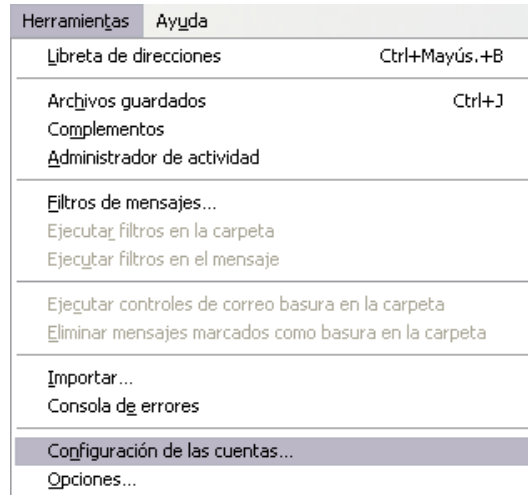 Herramientas Ayuda
Libreta de direcciones Ctrl+Mayús.+B
Archivos guardados Ctrl+J
Complementos
Administrador de actividad
Filtros de mensajes...
Ejecutar filtros en la carpeta
Ejecutar filtros en el mensaje
Ejecutar controles de correo basura en la carpeta
Eliminar mensajes marcados como basura en la carpeta
Importar...
Consola de errores
Configuración de las cuentas...
Opciones...